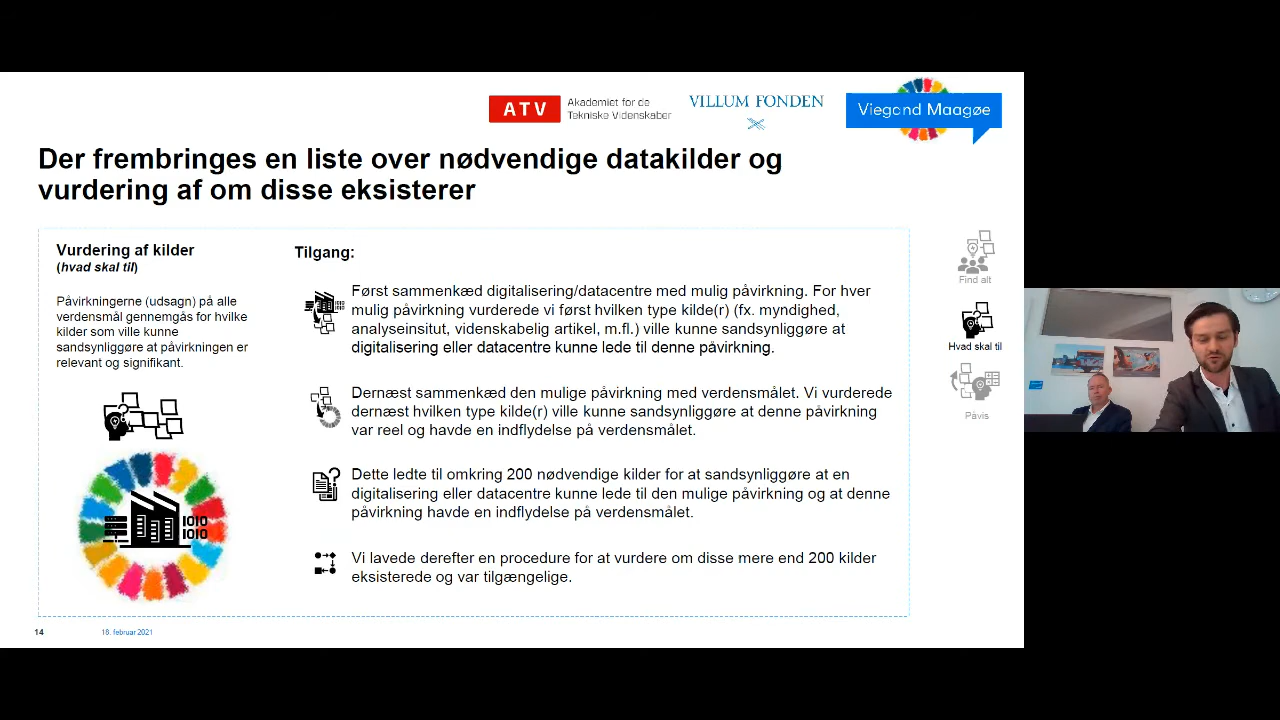 ATV
Akademiet for de
Tekniske Videnskaber
VILLUM FONDEN
Viegand Maagøe
Der frembringes en liste over nødvendige datakilder og
vurdering af om disse eksisterer
Vurdering af kilder
(hvad skal til)
Påvirkningerne (udsagn) på alle
verdensmål gennemgås for hvilke
kilder som ville kunne
sandsynliggøre at påvirkningen er
relevant og signifikant.
1010
1010
Tilgang:
Først sammenkæd digitalisering/datacentre med mulig påvirkning. For hver
mulig påvirkning vurderede vi først hvilken type kilde(r) (fx. myndighed,
analyseinsitut, videnskabelig artikel, m.fl.) ville kunne sandsynliggøre at
digitalisering eller datacentre kunne lede til denne påvirkning.
Dernæst sammenkæd den mulige påvirkning med verdensmålet. Vi vurderede
dernæst hvilken type kilde(r) ville kunne sandsynliggøre at denne påvirkning
var reel og havde en indflydelse på verdensmålet.
Dette ledte til omkring 200 nødvendige kilder for at sandsynliggøre at en
digitalisering eller datacentre kunne lede til den mulige påvirkning og at denne
påvirkning havde en indflydelse på verdensmålet.
Vi lavede derefter en procedure for at vurdere om disse mere end 200 kilder
eksisterede og var tilgængelige.
Find alt
Hvad skal til
Påvis
14
18. februar 2021